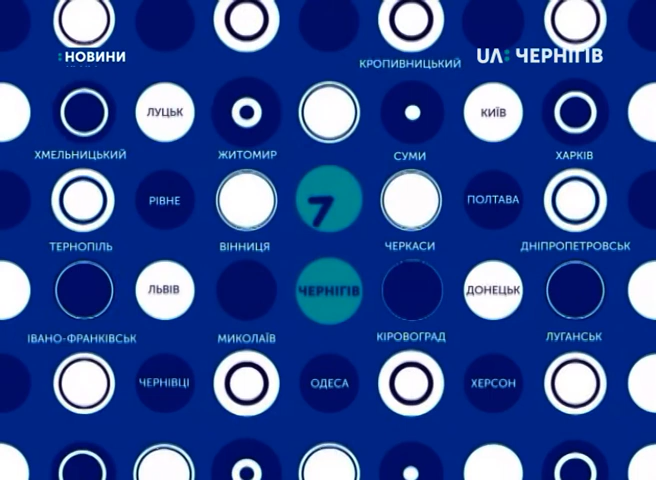 :НОВИНИ
КРОПИВНИЦЬКИЙ
UA: ЧЕРНІГІВ
ЛУЦЬК
КИЇВ
ХМЕЛЬНИЦЬКИЙ
ЖИТОМИР
СУМИ
ХАРКІВ
РІВНЕ
7
ПОЛТАВА
ТЕРНОПІЛЬ
ВІННИЦЯ
ЧЕРКАСИ
ДНІПРОПЕТРОВСЬК
ЛЬВІВ
ЧЕРНІГІВ
ДОНЕЦЬК
ІВАНО-ФРАНКІВСЬК
МИКОЛАЇВ
КІРОВОГРАД
ЛУГАНСЬК
ЧЕРНІВЦІ
ОДЕСА
ХЕРСОН